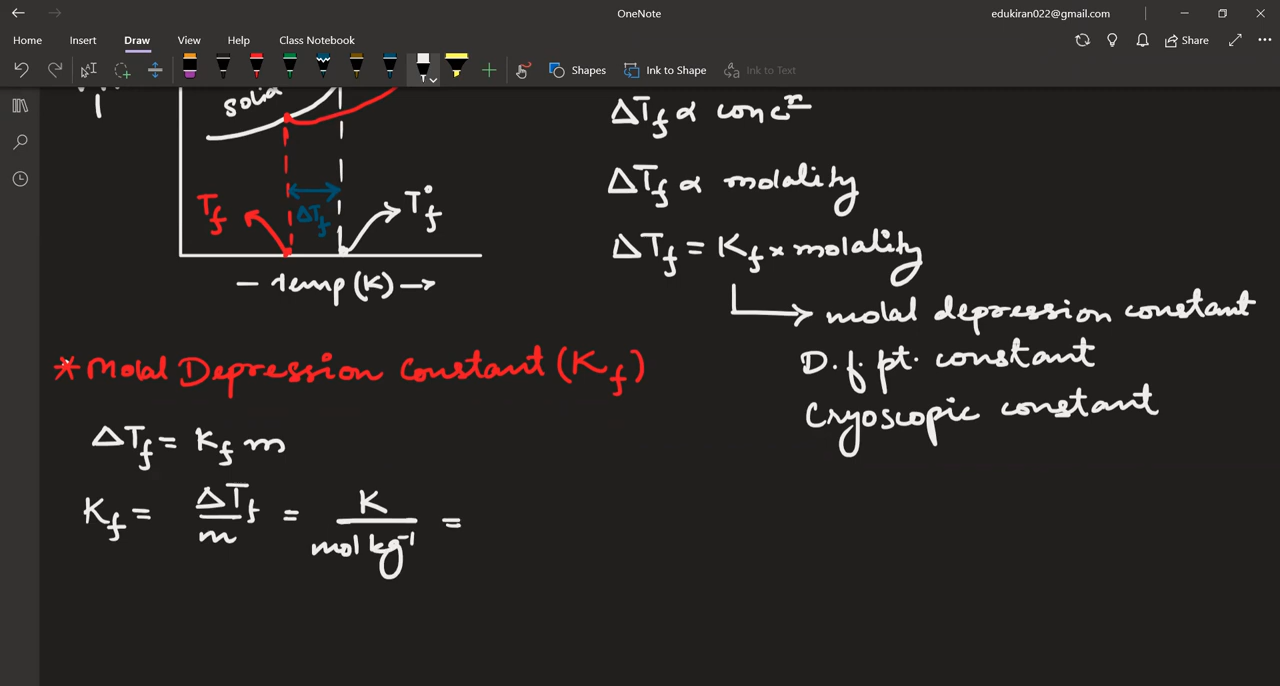 OneNote
edukiran022@gmail.com
Home Insert Draw View Help Class Notebook
Share
Shapes
Ink to Shape
Ink to Text
solid
ΔTf α concⁿ
ΔTf α molality
ΔTf = Kf × molality
→ molal depression constant
D.f.pt. constant
Cryoscopic constant
Tf
ΔTf
T°f
— Temp (K) →
* Molal Depression Constant (Kf)
ΔTf = Kf m
Kf = ΔTf / m = K / mol kg⁻¹ =